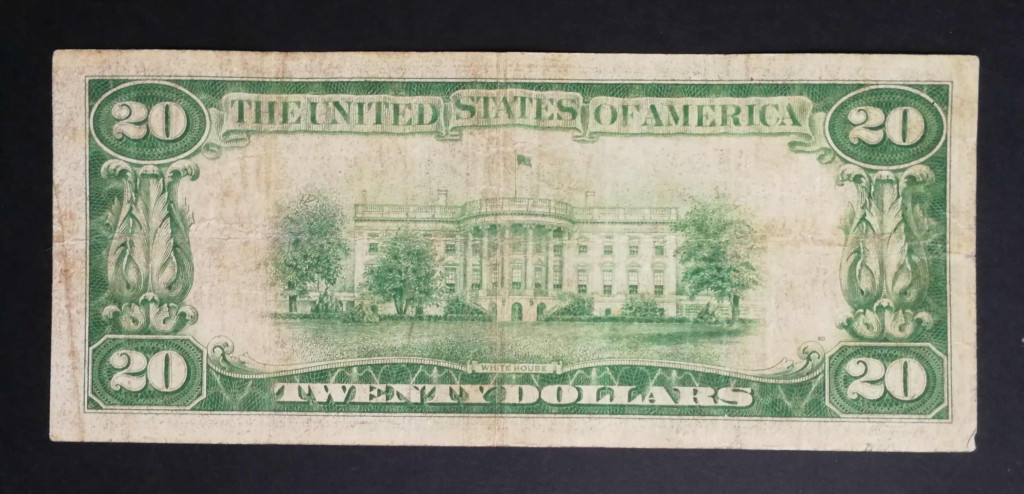 20 THE UNITED STATES OF AMERICA 20
WHITE HOUSE
20 TWENTY DOLLARS 20